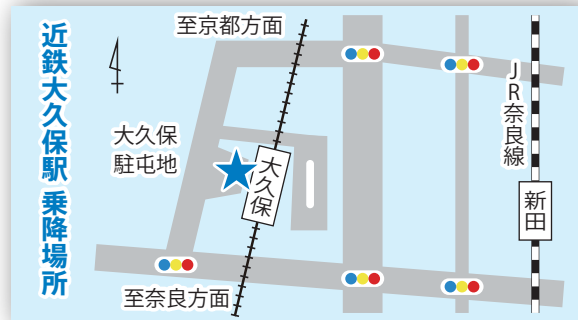 近鉄大久保駅 乗降場所
至京都方面
大久保
駐屯地
大久保
至奈良方面
JR奈良線
新田